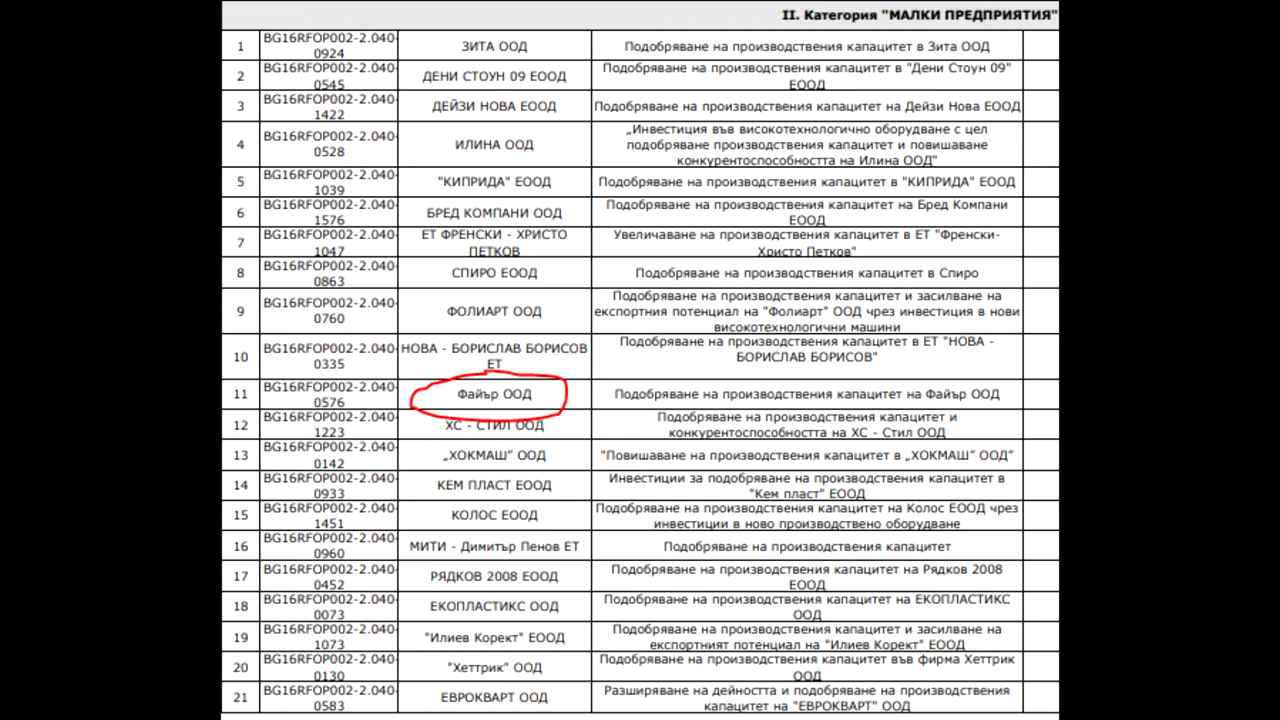 II. Категория "МАЛКИ ПРЕДПРИЯТИЯ"
1 BG16RFOP002-2.040-0924 ЗИТА ООД Подобряване на производствения капацитет в Зита ООД
2 BG16RFOP002-2.040-0545 ДЕНИ СТОУН 09 ЕООД Подобряване на производствения капацитет в "Дени Стоун 09" ЕООД
3 BG16RFOP002-2.040-1422 ДЕЙЗИ НОВА ЕООД Подобряване на производствения капацитет на Дейзи Нова ЕООД
4 BG16RFOP002-2.040-0528 ИЛИНА ООД „Инвестиция във високотехнологично оборудване с цел подобряване производствения капацитет и повишаване конкурентоспособността на Илина ООД"
5 BG16RFOP002-2.040-1039 "КИПРИДА" ЕООД Подобряване на производствения капацитет в "КИПРИДА" ЕООД
6 BG16RFOP002-2.040-1576 БРЕД КОМПАНИ ООД Подобряване на производствения капацитет на Бред Компани ЕООД
7 BG16RFOP002-2.040-1047 ЕТ ФРЕНСКИ - ХРИСТО ПЕТКОВ Увеличаване на производствения капацитет в ЕТ "Френски-Христо Петков"
8 BG16RFOP002-2.040-0863 СПИРО ЕООД Подобряване на производствения капацитет в Спиро
9 BG16RFOP002-2.040-0760 ФОЛИАРТ ООД Подобряване на производствения капацитет и засилване на експортния потенциал на "Фолиарт" ООД чрез инвестиция в нови високотехнологични машини
10 BG16RFOP002-2.040-0335 НОВА - БОРИСЛАВ БОРИСОВ ЕТ Подобряване на производствения капацитет в ЕТ "НОВА - БОРИСЛАВ БОРИСОВ"
11 BG16RFOP002-2.040-0576 Файър ООД Подобряване на производствения капацитет на Файър ООД
12 BG16RFOP002-2.040-1223 ХС - СТИЛ ООД Подобряване на производствения капацитет и конкурентоспособността на ХС - Стил ООД
13 BG16RFOP002-2.040-0142 „ХОКМАШ” ООД "Повишаване на производствения капацитет в „ХОКМАШ” ООД”
14 BG16RFOP002-2.040-0933 КЕМ ПЛАСТ ЕООД Инвестиции за подобряване на производствения капацитет в "Кем пласт" ЕООД
15 BG16RFOP002-2.040-1451 КОЛОС ЕООД Подобряване на производствения капацитет на Колос ЕООД чрез инвестиции в ново производствено оборудване
16 BG16RFOP002-2.040-0960 МИТИ - Димитър Пенов ЕТ Подобряване на производствения капацитет
17 BG16RFOP002-2.040-0452 РЯДКОВ 2008 ЕООД Подобряване на производствения капацитет на Рядков 2008 ЕООД
18 BG16RFOP002-2.040-0073 ЕКОПЛАСТИКС ООД Подобряване на производствения капацитет на ЕКОПЛАСТИКС ООД
19 BG16RFOP002-2.040-1073 "Илиев Корект" ЕООД Подобряване на производствения капацитет и засилване на експортният потенциал на "Илиев Корект" ЕООД
20 BG16RFOP002-2.040-0130 "Хеттрик" ООД Подобряване на производствения капацитет във фирма Хеттрик ООД
21 BG16RFOP002-2.040-0583 ЕВРОКВАРТ ООД Разширяване на дейността и подобряване на производствения капацитет на "ЕВРОКВАРТ" ООД